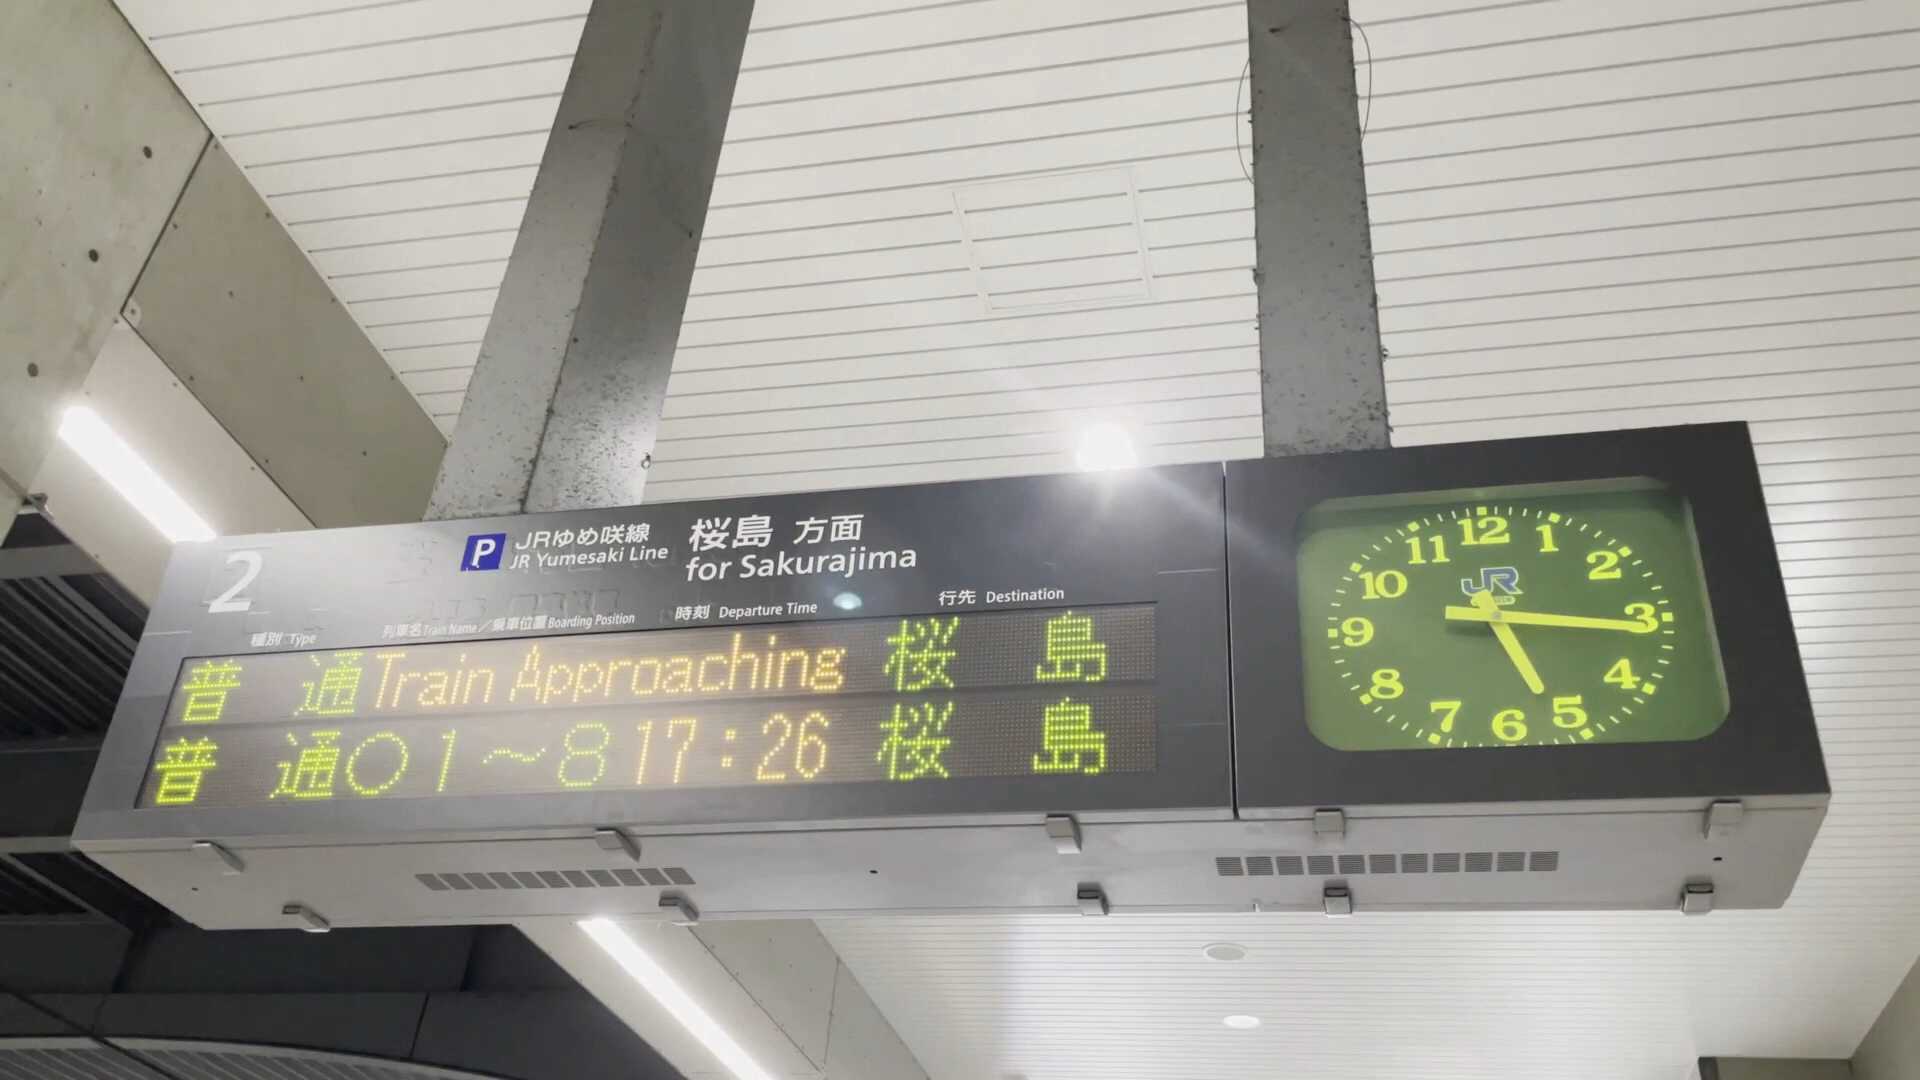 2
P JRゆめ咲線 桜島 方面
JR Yumesaki Line for Sakurajima
種別 Type 列車名 Train Name／乗車位置 Boarding Position 時刻 Departure Time 行先 Destination
普通 Train Approaching 桜島
普通 〇1～8 17:26 桜島
12
1
2
3
4
5
6
7
8
9
10
11
JR